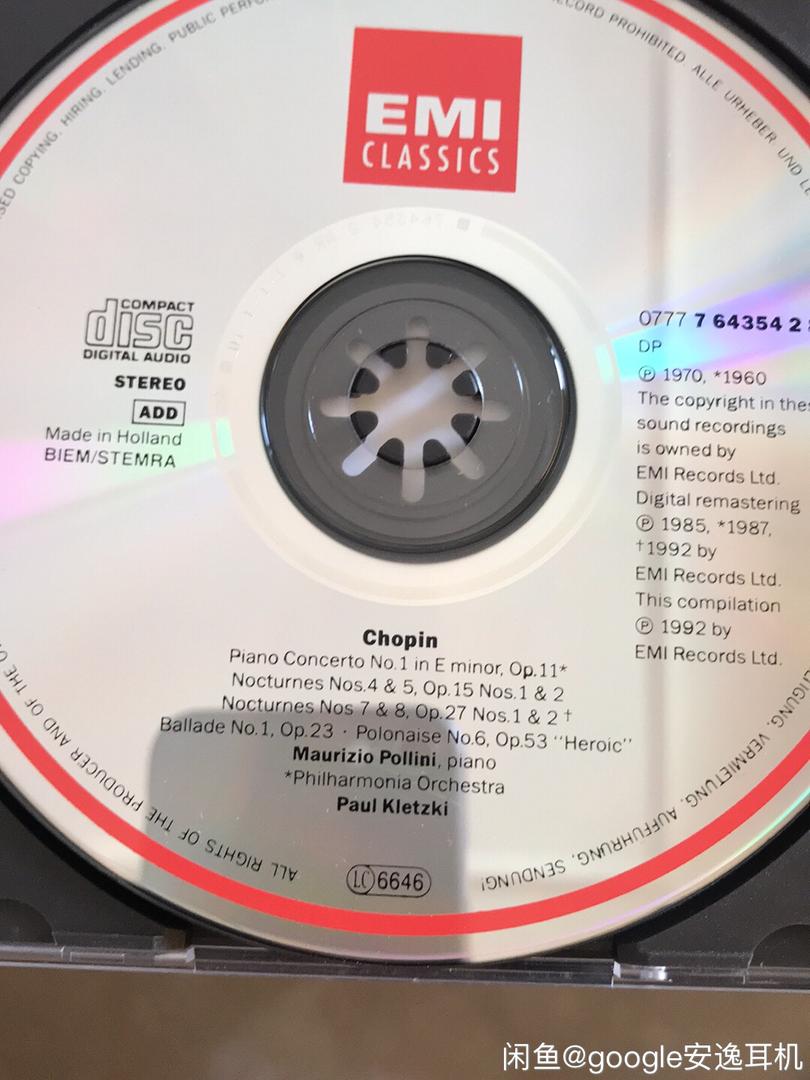 SED COPYING, HIRING, LENDING, PUBLIC
RECORD PROHIBITED. ALLE URHEBER. UND
EMI
CLASSICS
COMPACT
disc
DIGITAL AUDIO
STEREO
ADD
Made in Holland
BIEM/STEMRA
0777 7 64354 2
DP
Ⓟ 1970, *1960
The copyright in
sound recordings
is owned by
EMI Records Ltd.
Digital remastering
Ⓟ 1985, *1987,
†1992 by
EMI Records Ltd.
This compilation
Ⓟ 1992 by
EMI Records Ltd.
Chopin
Piano Concerto No.1 in E minor, Op.11*
Nocturnes Nos.4 & 5, Op.15 Nos.1 & 2
Nocturnes Nos 7 & 8, Op.27 Nos.1 & 2 †
Ballade No.1, Op.23 · Polonaise No.6, Op.53 "Heroic"
Maurizio Pollini, piano
*Philharmonia Orchestra
Paul Kletzki
LC 6646
ALL RIGHTS OF THE PRODUCER AND OF THE
VERMIETUNG, AUFFUHRUNG, SENDUNG!
闲鱼@google安逸耳机